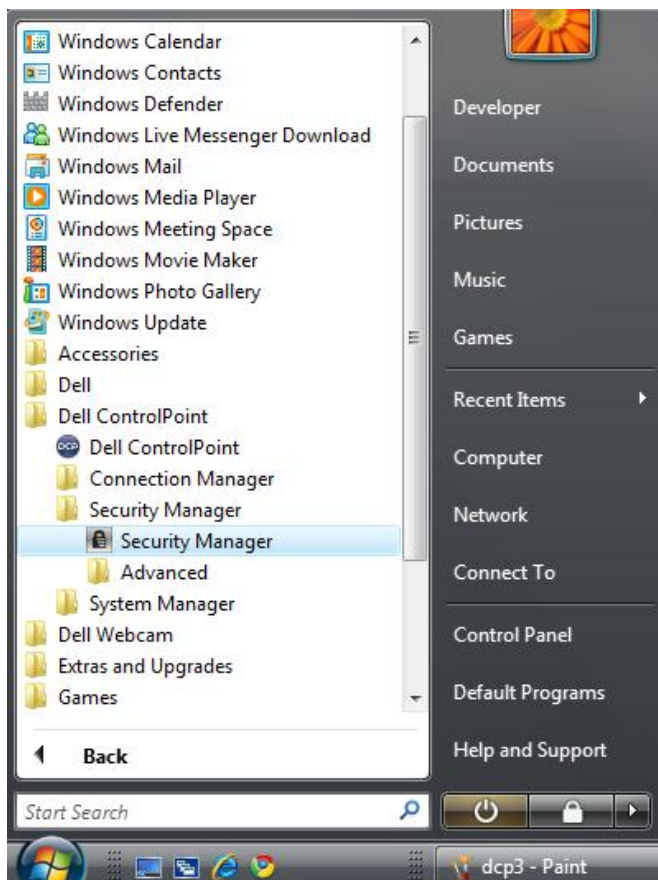 Windows Calendar
Windows Contacts
Windows Defender
Windows Live Messenger Download
Windows Mail
Windows Media Player
Windows Meeting Space
Windows Movie Maker
Windows Photo Gallery
Windows Update
Accessories
Dell
Dell ControlPoint
DCP
Dell ControlPoint
Connection Manager
Security Manager
Security Manager
Advanced
System Manager
Dell Webcam
Extras and Upgrades
Games
Back
Start Search
Developer
Documents
Pictures
Music
Games
Recent Items
Computer
Network
Connect To
Control Panel
Default Programs
Help and Support
dcp3 - Paint